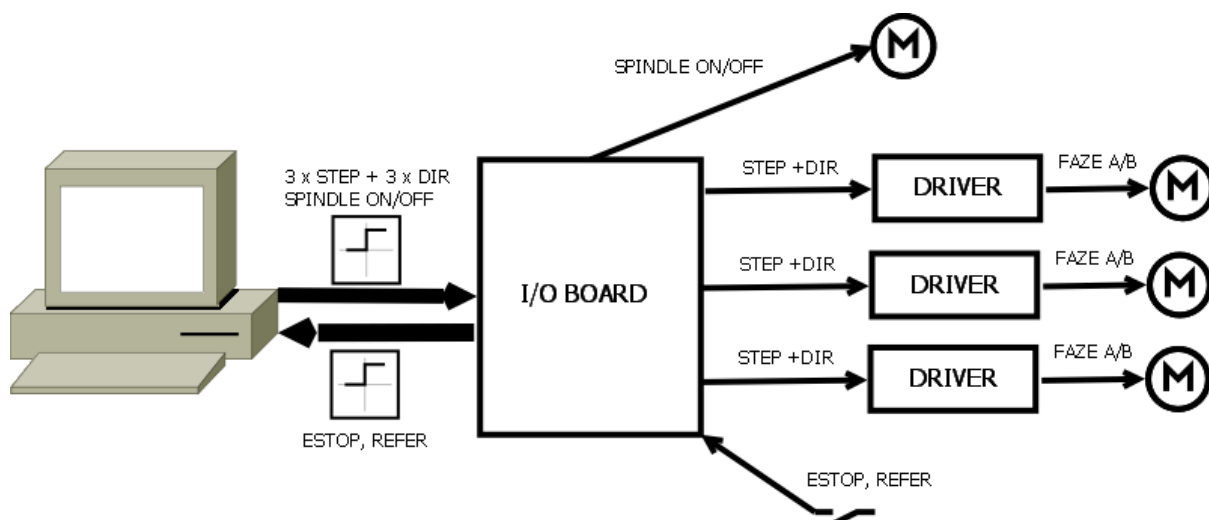 SPINDLE ON/OFF
M
3 x STEP + 3 x DIR
SPINDLE ON/OFF
STEP +DIR
DRIVER
FAZE A/B
M
I/O BOARD
STEP +DIR
DRIVER
FAZE A/B
M
ESTOP, REFER
STEP +DIR
DRIVER
FAZE A/B
M
ESTOP, REFER